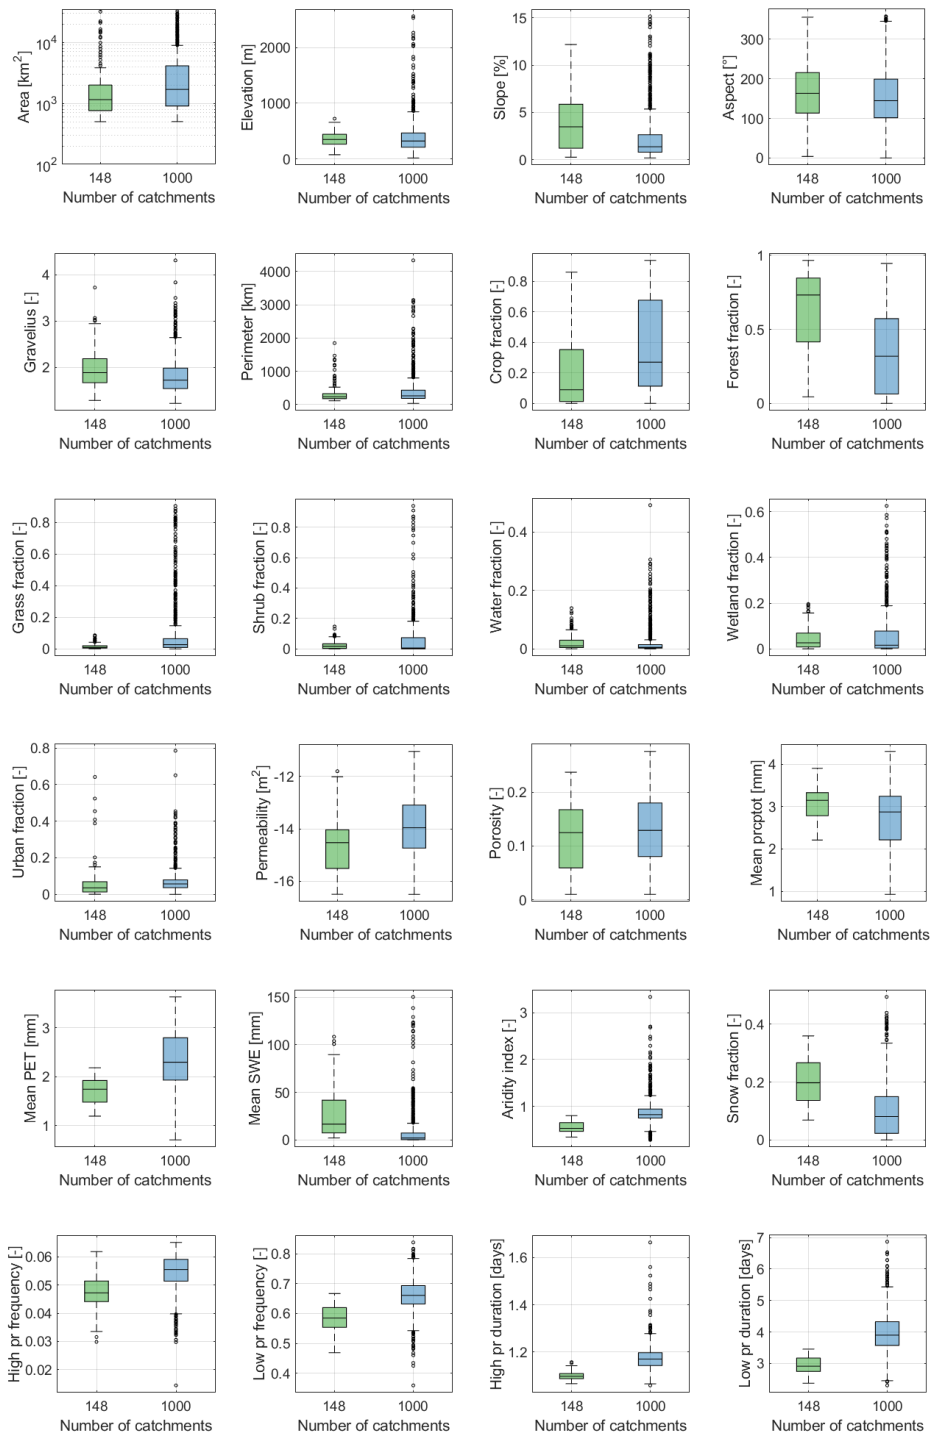 Area [km²]
10⁴
10³
10²
148
1000
Number of catchments
Elevation [m]
2000
1000
0
148
1000
Number of catchments
Slope [%]
15
10
5
0
148
1000
Number of catchments
Aspect [°]
300
200
100
0
148
1000
Number of catchments
Gravelius [-]
4
3
2
148
1000
Number of catchments
Perimeter [km]
4000
3000
2000
1000
0
148
1000
Number of catchments
Crop fraction [-]
0.8
0.6
0.4
0.2
0
148
1000
Number of catchments
Forest fraction [-]
1
0.5
0
148
1000
Number of catchments
Grass fraction [-]
0.8
0.6
0.4
0.2
0
148
1000
Number of catchments
Shrub fraction [-]
0.8
0.6
0.4
0.2
0
148
1000
Number of catchments
Water fraction [-]
0.4
0.2
0
148
1000
Number of catchments
Wetland fraction [-]
0.6
0.4
0.2
0
148
1000
Number of catchments
Urban fraction [-]
0.8
0.6
0.4
0.2
0
148
1000
Number of catchments
Permeability [m²]
-12
-14
-16
148
1000
Number of catchments
Porosity [-]
0.2
0.1
0
148
1000
Number of catchments
Mean prcptot [mm]
4
3
2
1
148
1000
Number of catchments
Mean PET [mm]
3
2
1
148
1000
Number of catchments
Mean SWE [mm]
150
100
50
0
148
1000
Number of catchments
Aridity index [-]
3
2
1
148
1000
Number of catchments
Snow fraction [-]
0.4
0.2
0
148
1000
Number of catchments
High pr frequency [-]
0.06
0.05
0.04
0.03
0.02
148
1000
Number of catchments
Low pr frequency [-]
0.8
0.7
0.6
0.5
0.4
148
1000
Number of catchments
High pr duration [days]
1.6
1.4
1.2
148
1000
Number of catchments
Low pr duration [days]
7
6
5
4
3
148
1000
Number of catchments